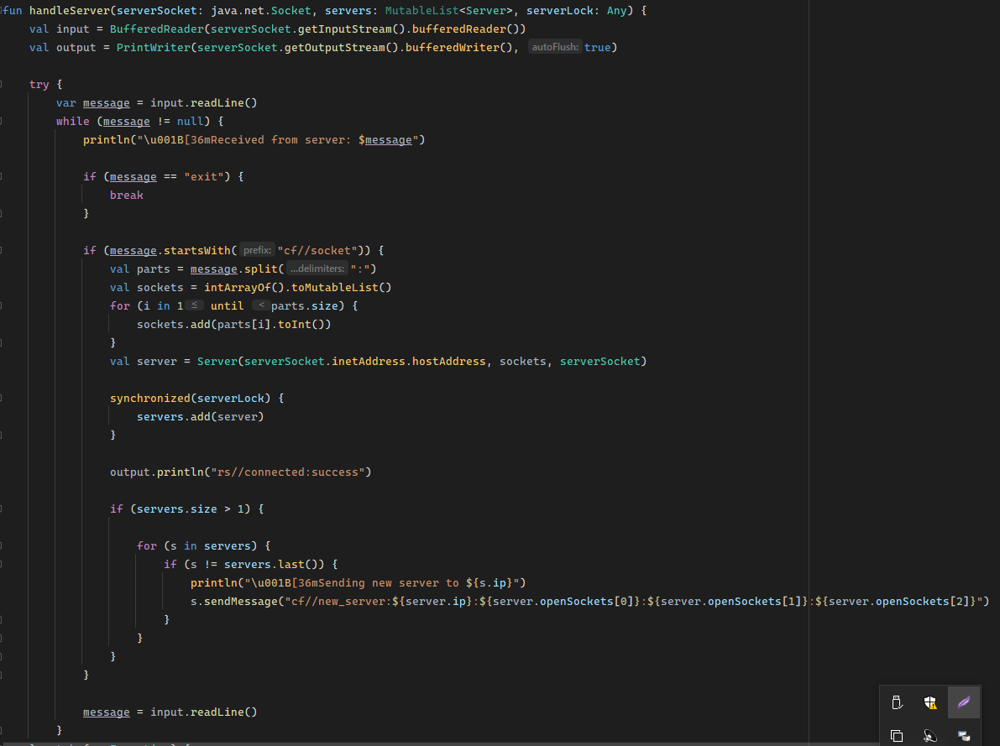 fun handleServer(serverSocket: java.net.Socket, servers: MutableList<Server>, serverLock: Any) {
    val input = BufferedReader(serverSocket.getInputStream().bufferedReader())
    val output = PrintWriter(serverSocket.getOutputStream().bufferedWriter(), autoFlush: true)
    try {
        var message = input.readLine()
        while (message != null) {
            println("\u001B[36mReceived from server: $message")
            if (message == "exit") {
                break
            }
            if (message.startsWith( prefix: "cf//socket")) {
                val parts = message.split( ...delimiters: ":")
                val sockets = intArrayOf().toMutableList()
                for (i in 1 ≤ until < parts.size) {
                    sockets.add(parts[i].toInt())
                }
                val server = Server(serverSocket.inetAddress.hostAddress, sockets, serverSocket)
                synchronized(serverLock) {
                    servers.add(server)
                }
                output.println("rs//connected:success")
                if (servers.size > 1) {
                    for (s in servers) {
                        if (s != servers.last()) {
                            println("\u001B[36mSending new server to ${s.ip}")
                            s.sendMessage("cf//new_server:${server.ip}:${server.openSockets[0]}:${server.openSockets[1]}:${server.openSockets[2]}")
                        }
                    }
                }
            }
            message = input.readLine()
        }